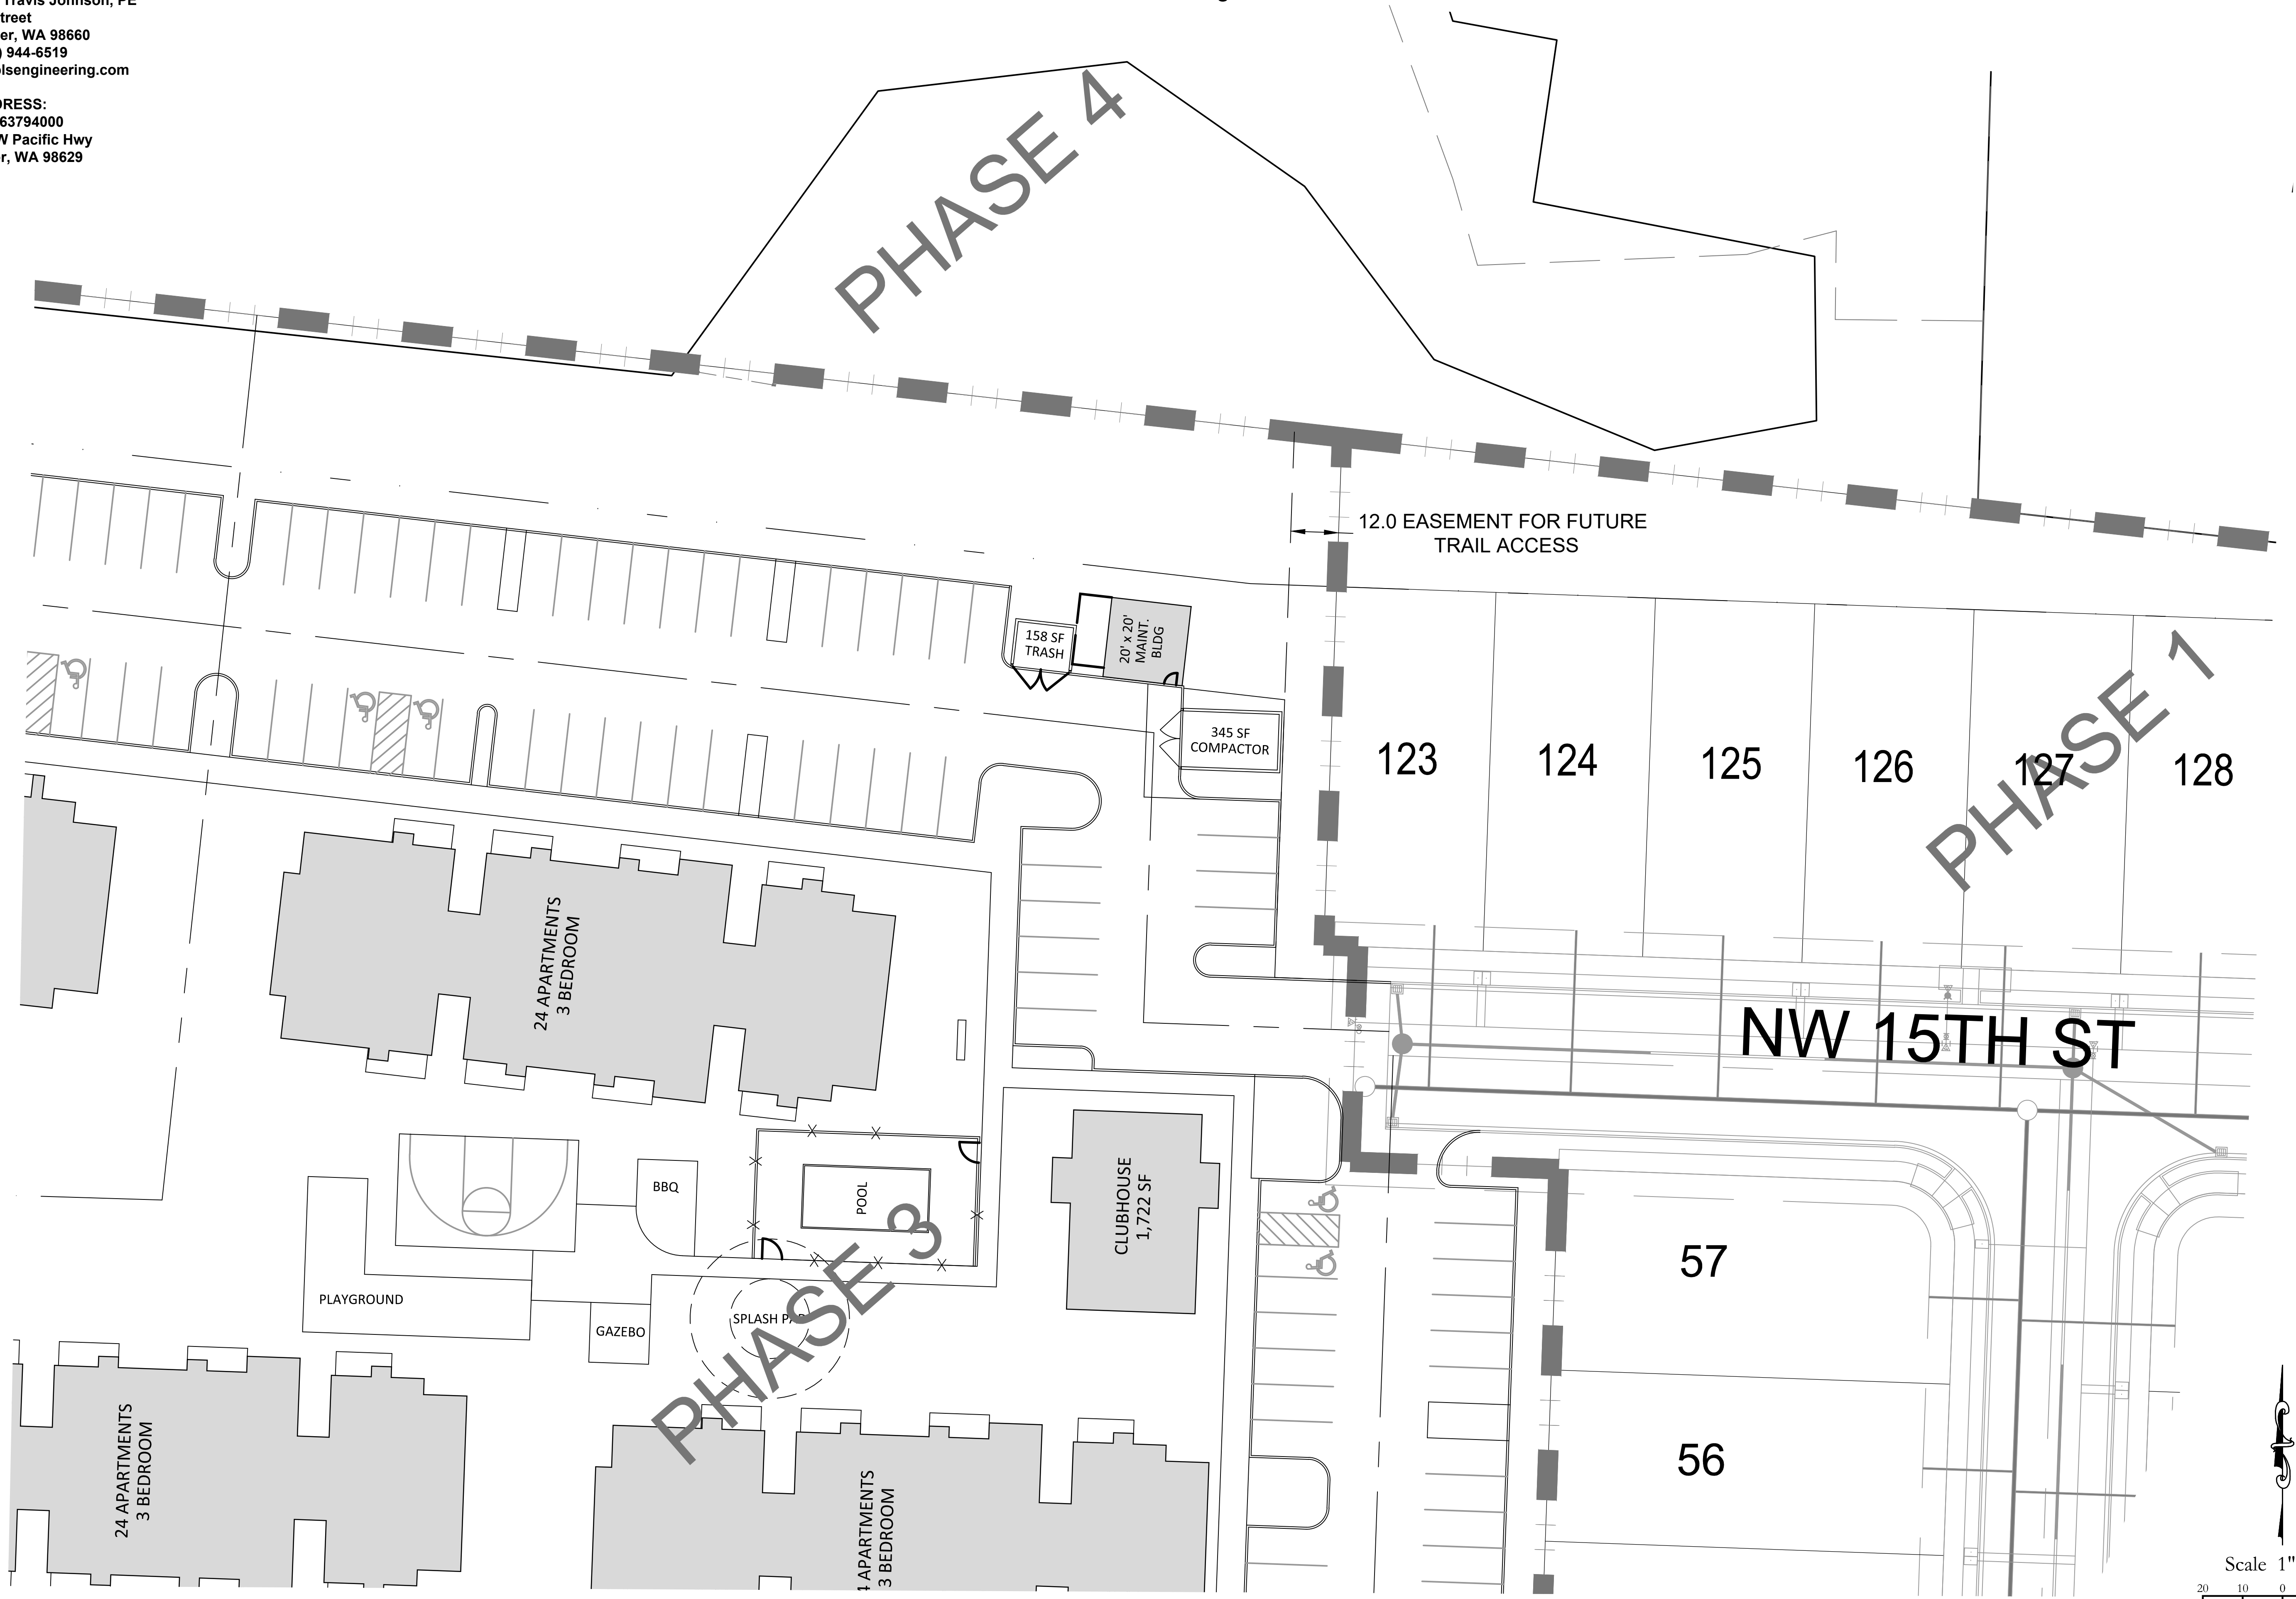 Travis Johnson, PE
er, WA 98660
944-6519
olsengineering.com
63794000
W Pacific Hwy
r, WA 98629
PHASE 4
12.0 EASEMENT FOR FUTURE
TRAIL ACCESS
158 SF
TRASH
20' x 20'
MAINT.
BLDG
345 SF
COMPACTOR
123
124
125
126
127
128
PHASE 1
24 APARTMENTS
3 BEDROOM
NW 15TH ST
BBQ
POOL
CLUBHOUSE
1,722 SF
PLAYGROUND
GAZEBO
SPLASH PAD
PHASE 3
57
56
24 APARTMENTS
3 BEDROOM
4 APARTMENTS
3 BEDROOM
Scale 1"
20 10 0